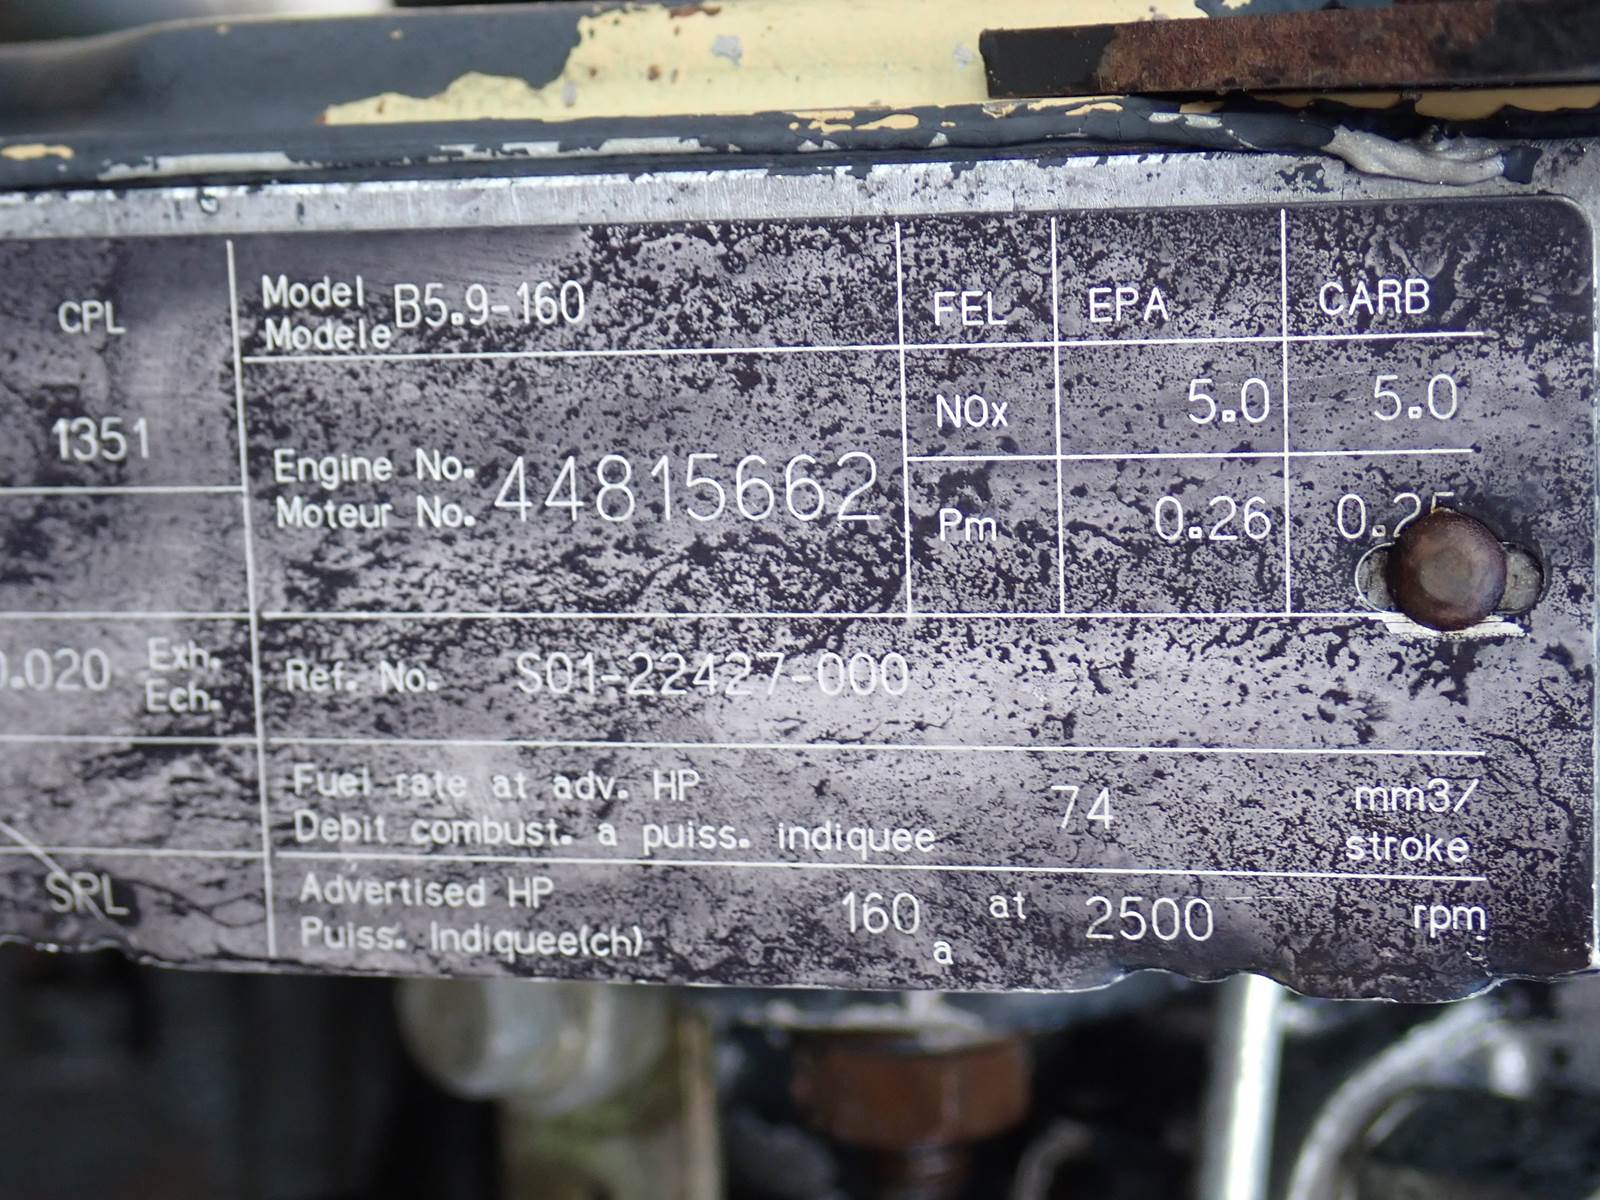 CPL
1351
.020 Exh.
Ech.
SRL
Model
Modele B5.9-160
Engine No.
Moteur No. 44815662
FEL EPA CARB
NOx 5.0 5.0
Pm 0.26 0.25
Ref. No. S01-22427-000
Fuel rate at adv. HP
Debit combust. a puiss. indiquee
74
mm3/
stroke
Advertised HP
Puiss. Indiquee(ch)
160 at
a
2500 rpm